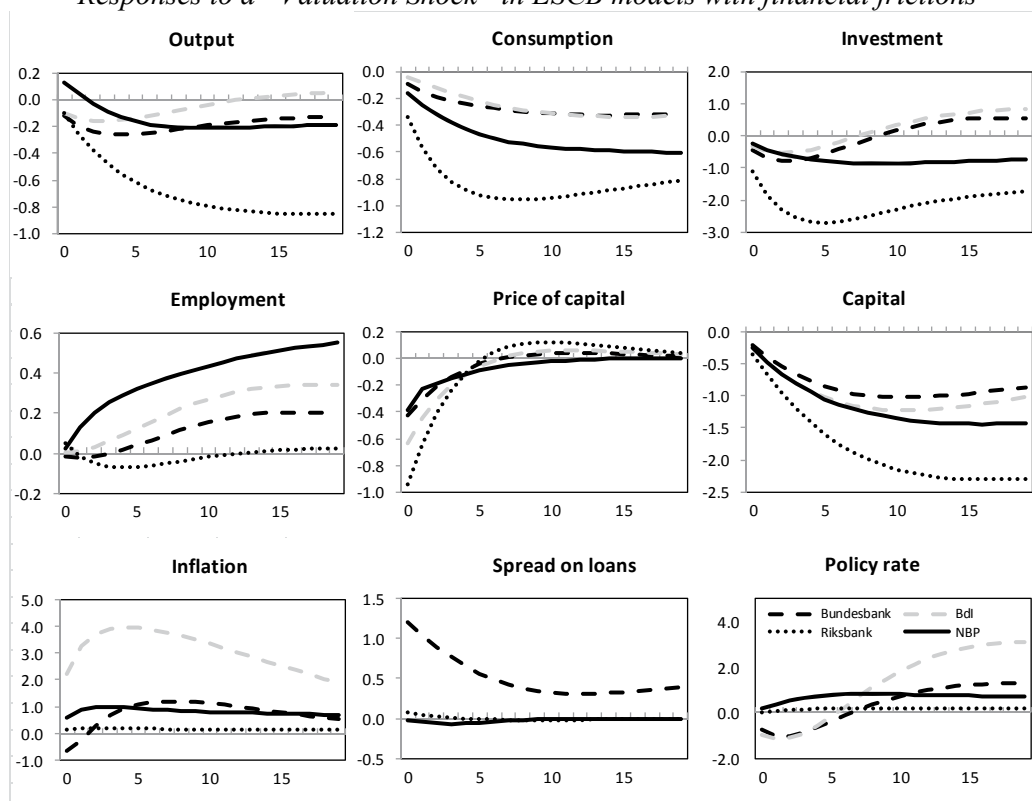 Responses to a "Valuation Shock" in ESCB models with financial frictions
Output
0.2
0.0
-0.2
-0.4
-0.6
-0.8
-1.0
0 5 10 15
Consumption
0.0
-0.2
-0.4
-0.6
-0.8
-1.0
-1.2
0 5 10 15
Investment
2.0
1.0
0.0
-1.0
-2.0
-3.0
0 5 10 15
Employment
0.6
0.4
0.2
0.0
-0.2
0 5 10 15
Price of capital
0.2
0.0
-0.2
-0.4
-0.6
-0.8
-1.0
0 5 10 15
Capital
0.0
-0.5
-1.0
-1.5
-2.0
-2.5
0 5 10 15
Inflation
5.0
4.0
3.0
2.0
1.0
0.0
-1.0
0 5 10 15
Spread on loans
1.5
1.0
0.5
0.0
-0.5
0 5 10 15
Policy rate
Bundesbank BdI
Riksbank NBP
4.0
2.0
0.0
-2.0
0 5 10 15